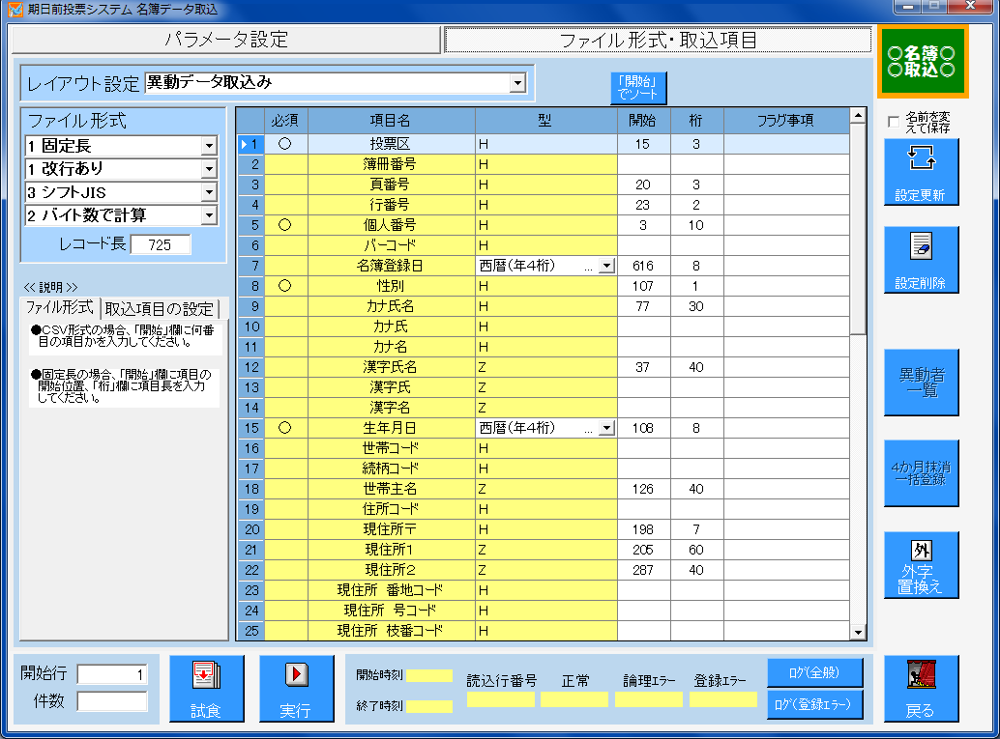 期日前投票システム 名簿データ取込
パラメータ設定
ファイル形式・取込項目
○名簿○
○取込○
レイアウト設定 異動データ取込み
「開始」
でソート
名前を変
えて保存
ファイル形式
1 固定長
1 改行あり
3 シフトJIS
2 バイト数で計算
レコード長 725
<<説明>>
ファイル形式 取込項目の設定
●CSV形式の場合、「開始」欄に何番
目の項目かを入力してください。
●固定長の場合、「開始」欄に項目の
開始位置、「桁」欄に項目長を入力
してください。
必須 項目名 型 開始 桁 フラグ事項
1 ○ 投票区 H 15 3
2 簿冊番号 H
3 頁番号 H 20 3
4 行番号 H 23 2
5 ○ 個人番号 H 3 10
6 バーコード H
7 名簿登録日 西暦(年4桁) ... 616 8
8 ○ 性別 H 107 1
9 カナ氏名 H 77 30
10 カナ氏 H
11 カナ名 H
12 漢字氏名 Z 37 40
13 漢字氏 Z
14 漢字名 Z
15 ○ 生年月日 西暦(年4桁) ... 108 8
16 世帯コード H
17 続柄コード H
18 世帯主名 Z 126 40
19 住所コード H
20 現住所〒 H 198 7
21 現住所1 Z 205 60
22 現住所2 Z 287 40
23 現住所 番地コード H
24 現住所 号コード H
25 現住所 枝番コード H
設定更新
設定削除
異動者
一覧
4か月抹消
一括登録
外
外字
置換え
開始行 1
件数
試食
実行
開始時刻
終了時刻
読込行番号 正常 論理エラー 登録エラー
ログ(全般)
ログ(登録エラー)
戻る